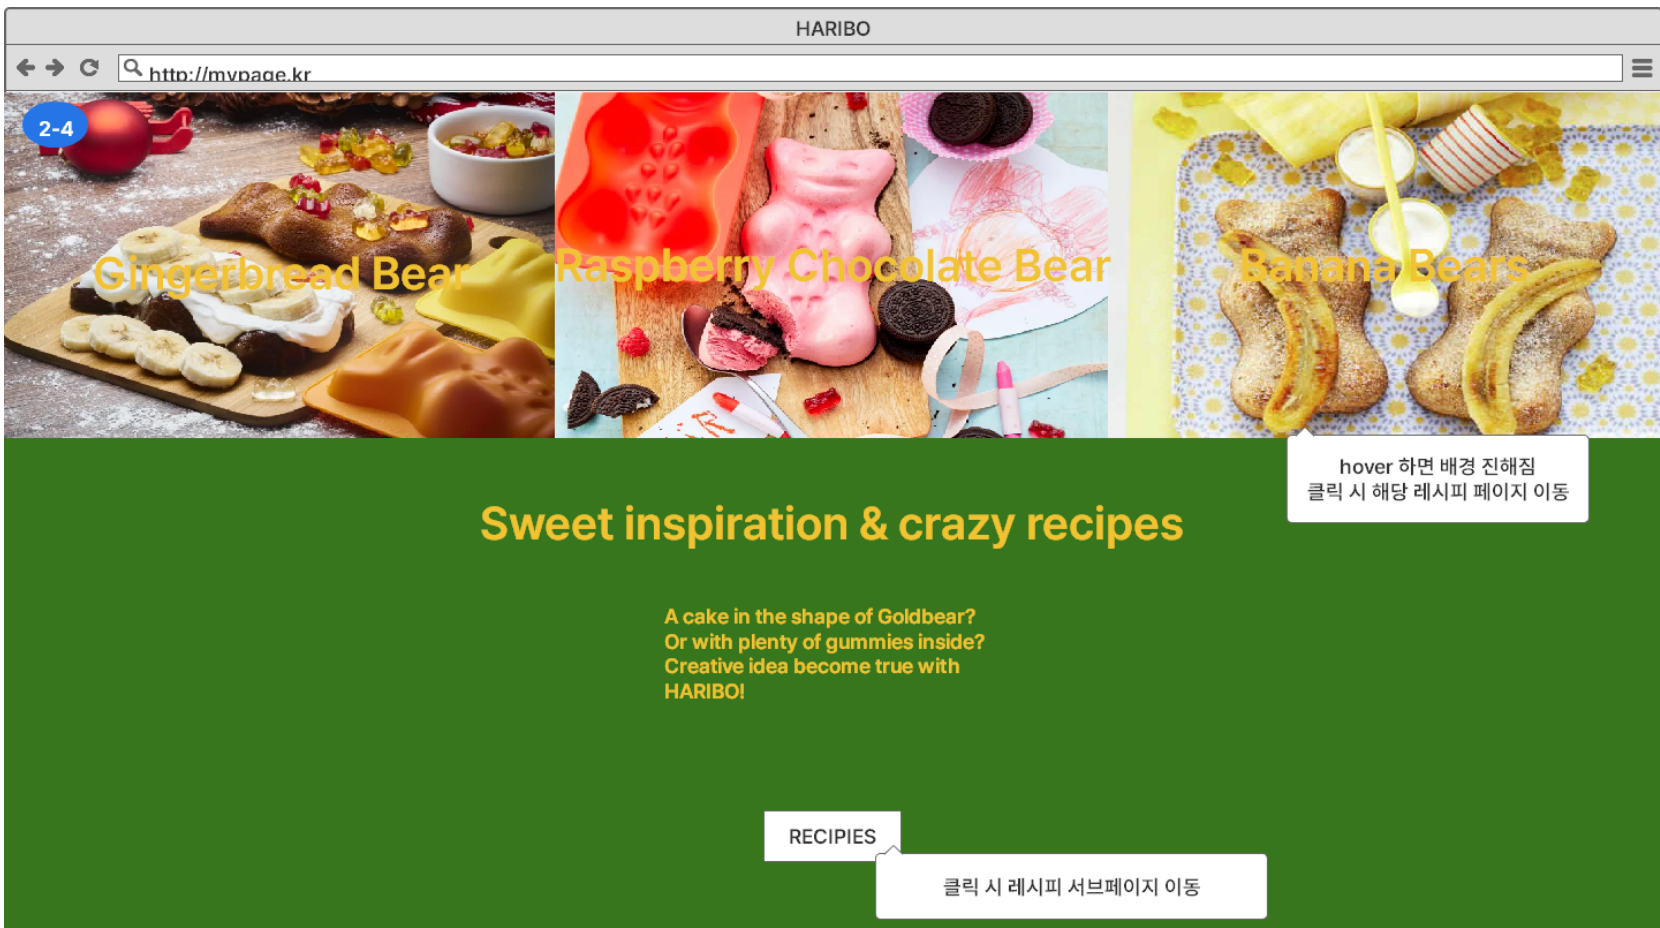 HARIBO
http://mypage.kr
2-4
Gingerbread Bear
Raspberry Chocolate Bear
Banana Bears
hover 하면 배경 진해짐
클릭 시 해당 레시피 페이지 이동
Sweet inspiration & crazy recipes
A cake in the shape of Goldbear?
Or with plenty of gummies inside?
Creative idea become true with
HARIBO!
RECIPIES
클릭 시 레시피 서브페이지 이동